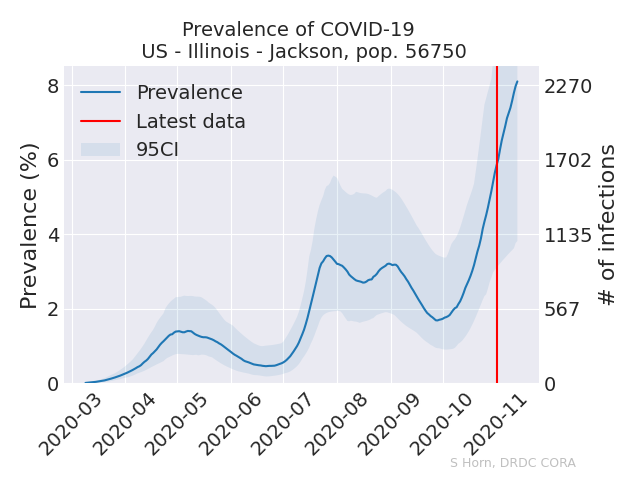 Prevalence of COVID-19
US - Illinois - Jackson, pop. 56750
Prevalence
Latest data
95CI
Prevalence (%)
8
6
4
2
0
2270
1702
1135
567
0
# of infections
2020-03
2020-04
2020-05
2020-06
2020-07
2020-08
2020-09
2020-10
2020-11
S Horn, DRDC CORA